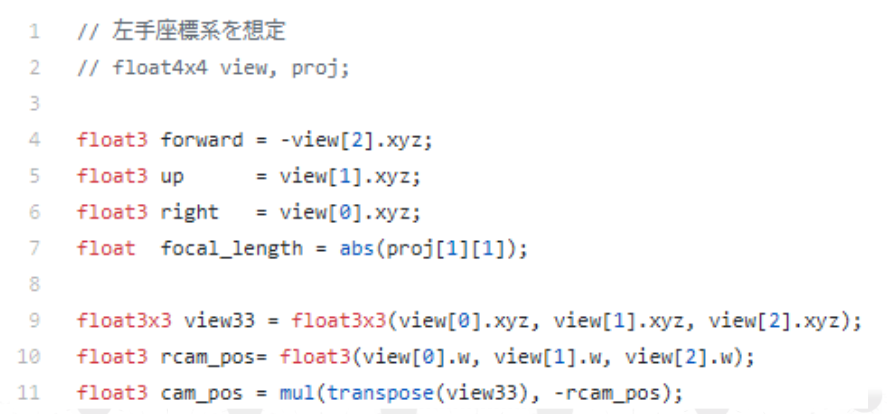 1 // 左手座標系を想定
2 // float4x4 view, proj;
3
4 float3 forward = -view[2].xyz;
5 float3 up      = view[1].xyz;
6 float3 right   = view[0].xyz;
7 float  focal_length = abs(proj[1][1]);
8
9 float3x3 view33 = float3x3(view[0].xyz, view[1].xyz, view[2].xyz);
10 float3 rcam_pos= float3(view[0].w, view[1].w, view[2].w);
11 float3 cam_pos = mul(transpose(view33), -rcam_pos);